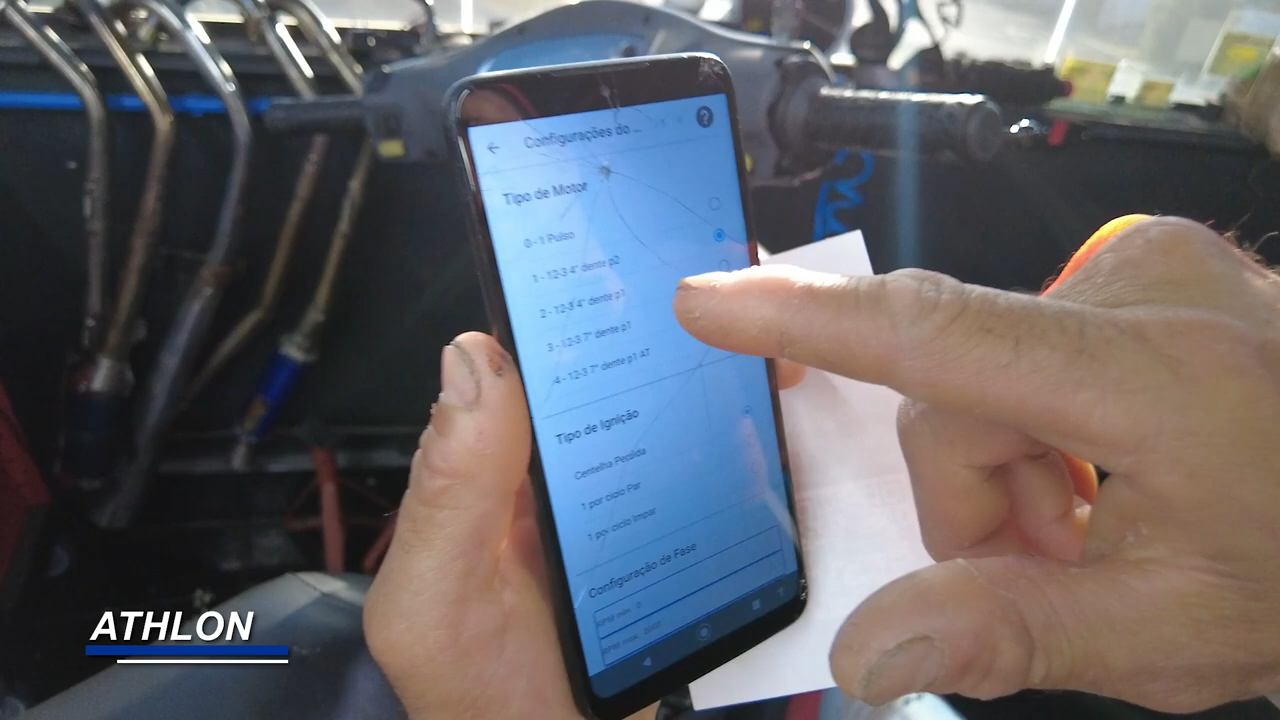 Configurações do ...
Tipo de Motor
0 - 1 Pulso
1 - 12-3 4° dente p2
2 - 12-3 4° dente p1
3 - 12-3 7° dente p1
4 - 12-3 7° dente p1 AT
Tipo de Ignição
Centelha Perdida
1 por ciclo Par
1 por ciclo Impar
Configuração de Fase
ATHLON